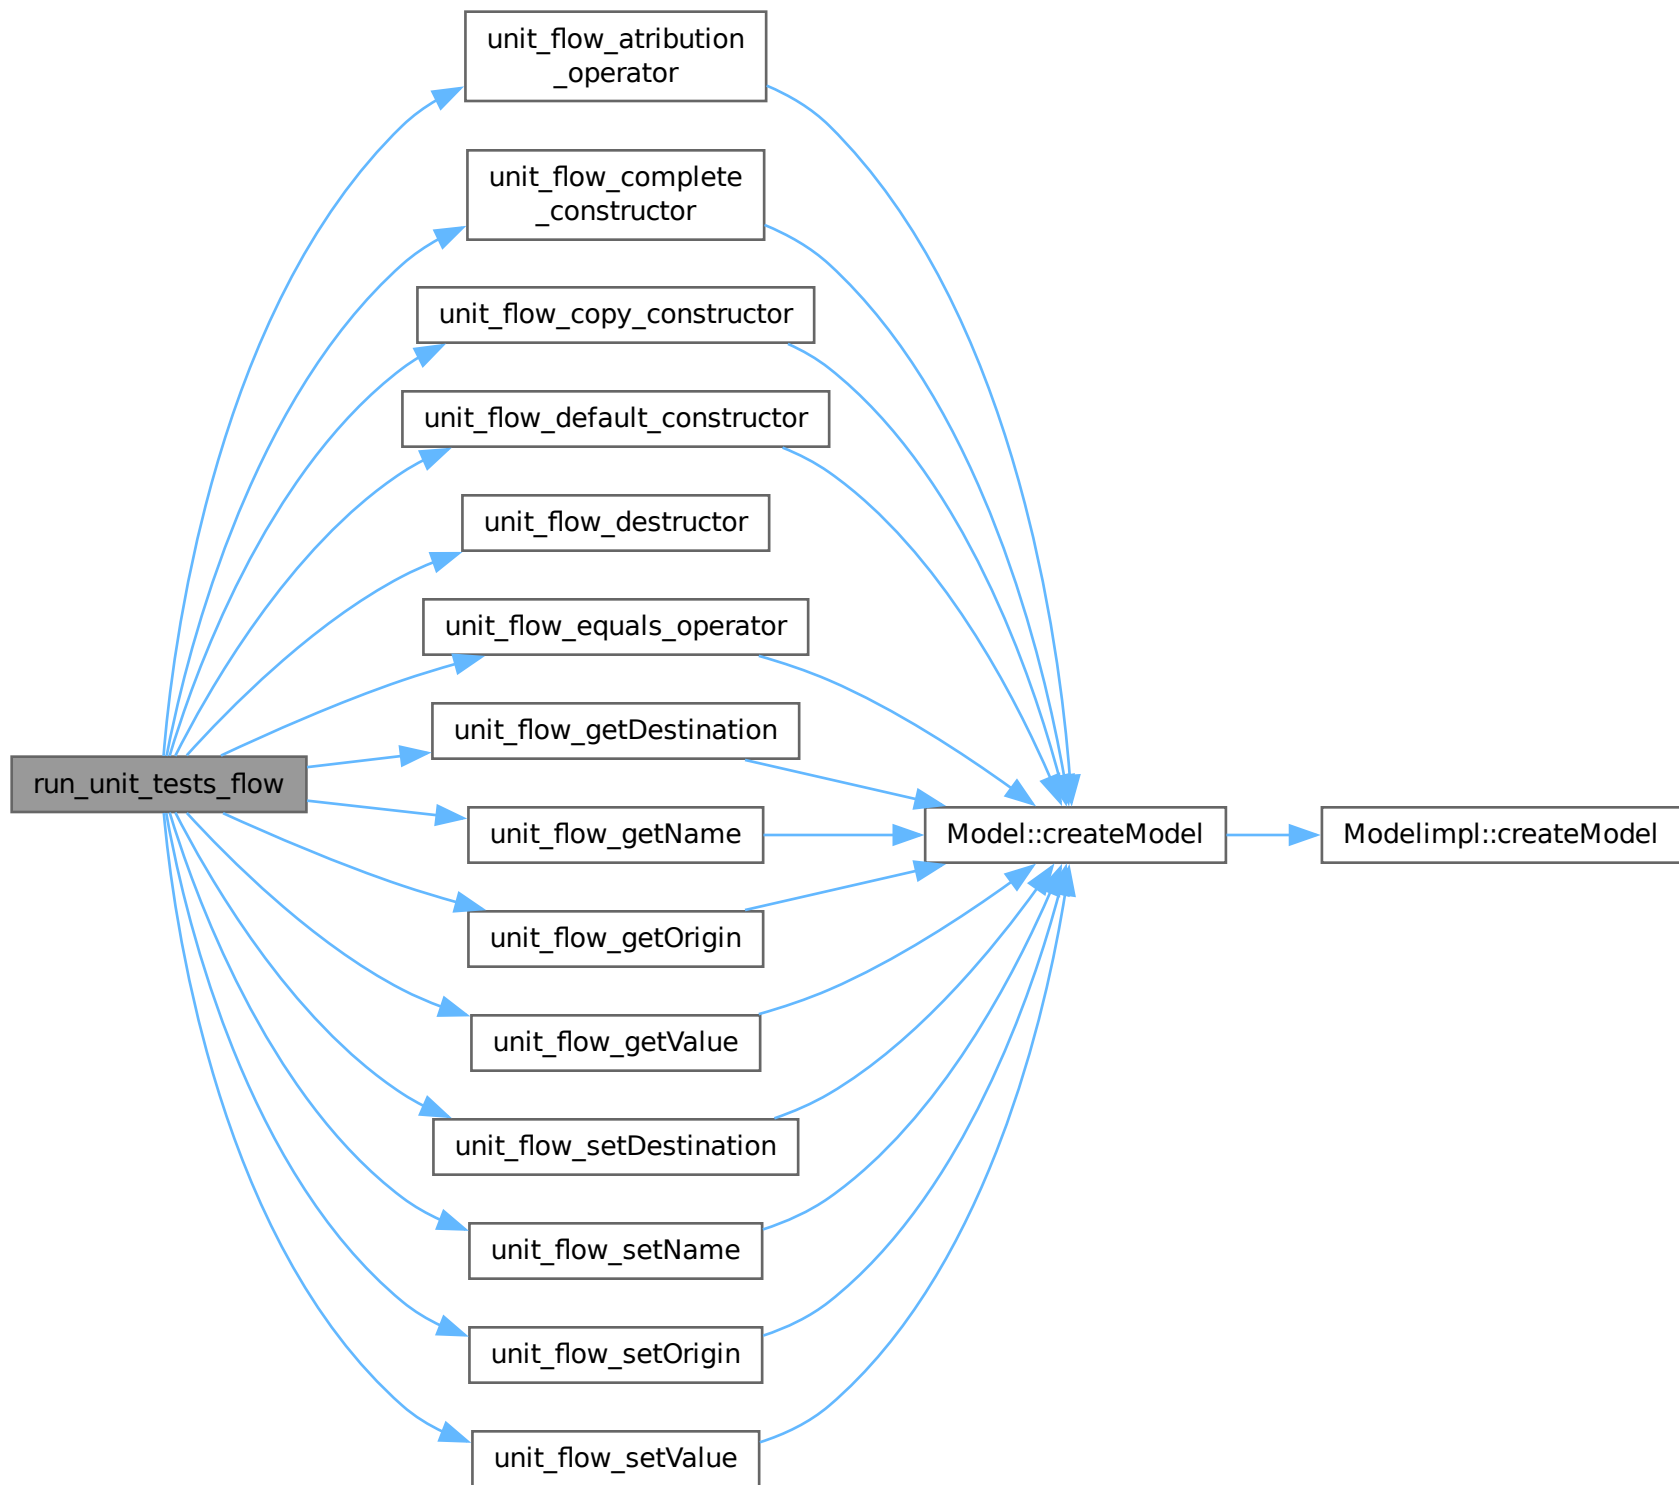 unit_flow_atribution
_operator
unit_flow_complete
_constructor
unit_flow_copy_constructor
unit_flow_default_constructor
unit_flow_destructor
unit_flow_equals_operator
unit_flow_getDestination
run_unit_tests_flow
unit_flow_getName
Model::createModel
Modelimpl::createModel
unit_flow_getOrigin
unit_flow_getValue
unit_flow_setDestination
unit_flow_setName
unit_flow_setOrigin
unit_flow_setValue